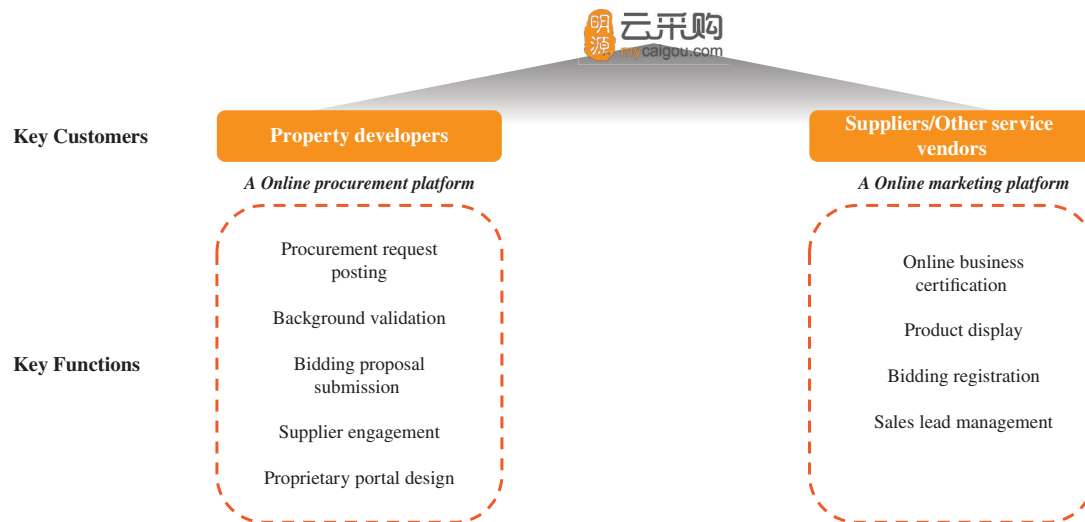 明源
云采购
mycaigou.com
Key Customers
Property developers
Suppliers/Other service
vendors
A Online procurement platform
A Online marketing platform
Key Functions
Procurement request
posting
Background validation
Bidding proposal
submission
Supplier engagement
Proprietary portal design
Online business
certification
Product display
Bidding registration
Sales lead management